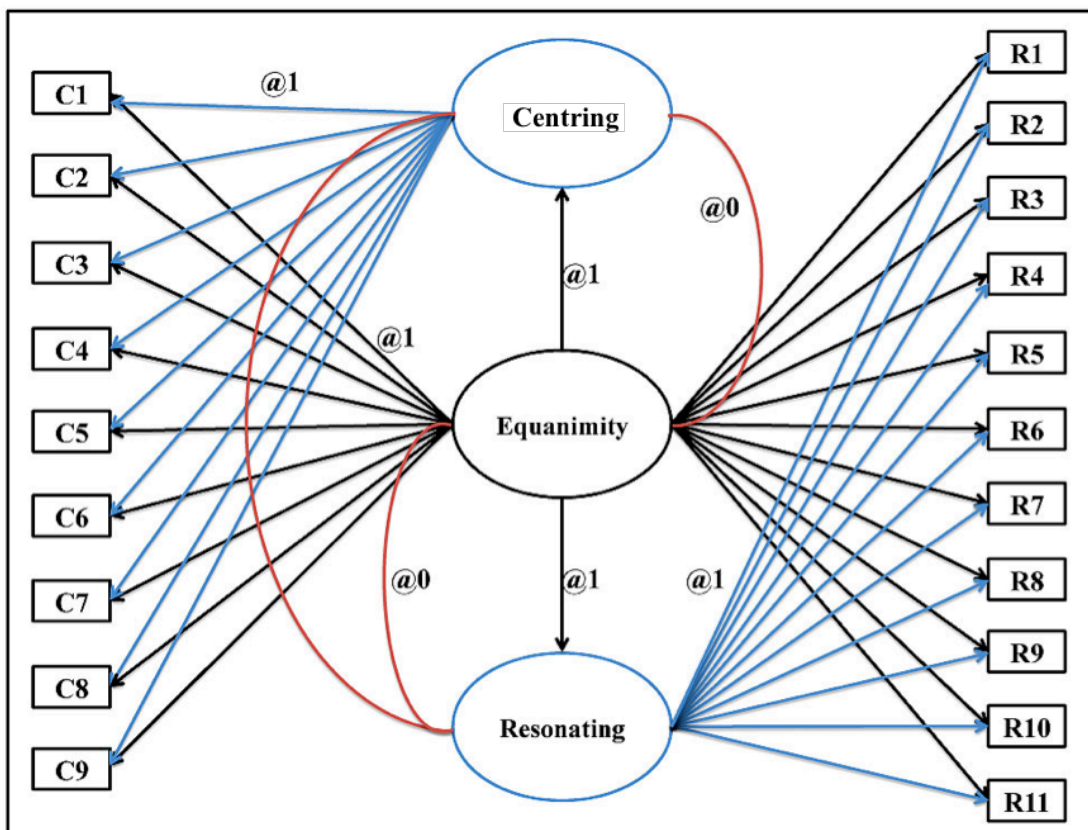 C1
C2
C3
C4
C5
C6
C7
C8
C9
@1
@1
Centring
@0
@1
Equanimity
@0
@1
@1
Resonating
R1
R2
R3
R4
R5
R6
R7
R8
R9
R10
R11